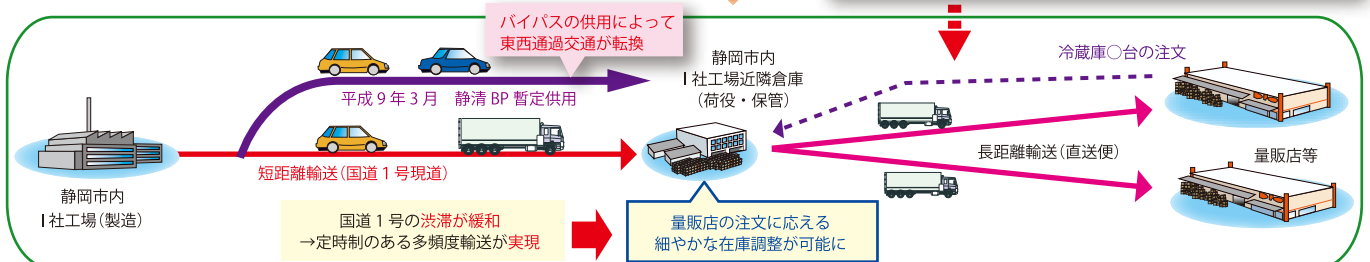 バイパスの供用によって
東西通過交通が転換
平成9年3月 静清BP暫定供用
静岡市内
I社工場近隣倉庫
(荷役・保管)
冷蔵庫○台の注文
短距離輸送(国道1号現道)
長距離輸送(直送便)
量販店等
静岡市内
I社工場(製造)
国道1号の渋滞が緩和
→定時制のある多頻度輸送が実現
量販店の注文に応える
細やかな在庫調整が可能に